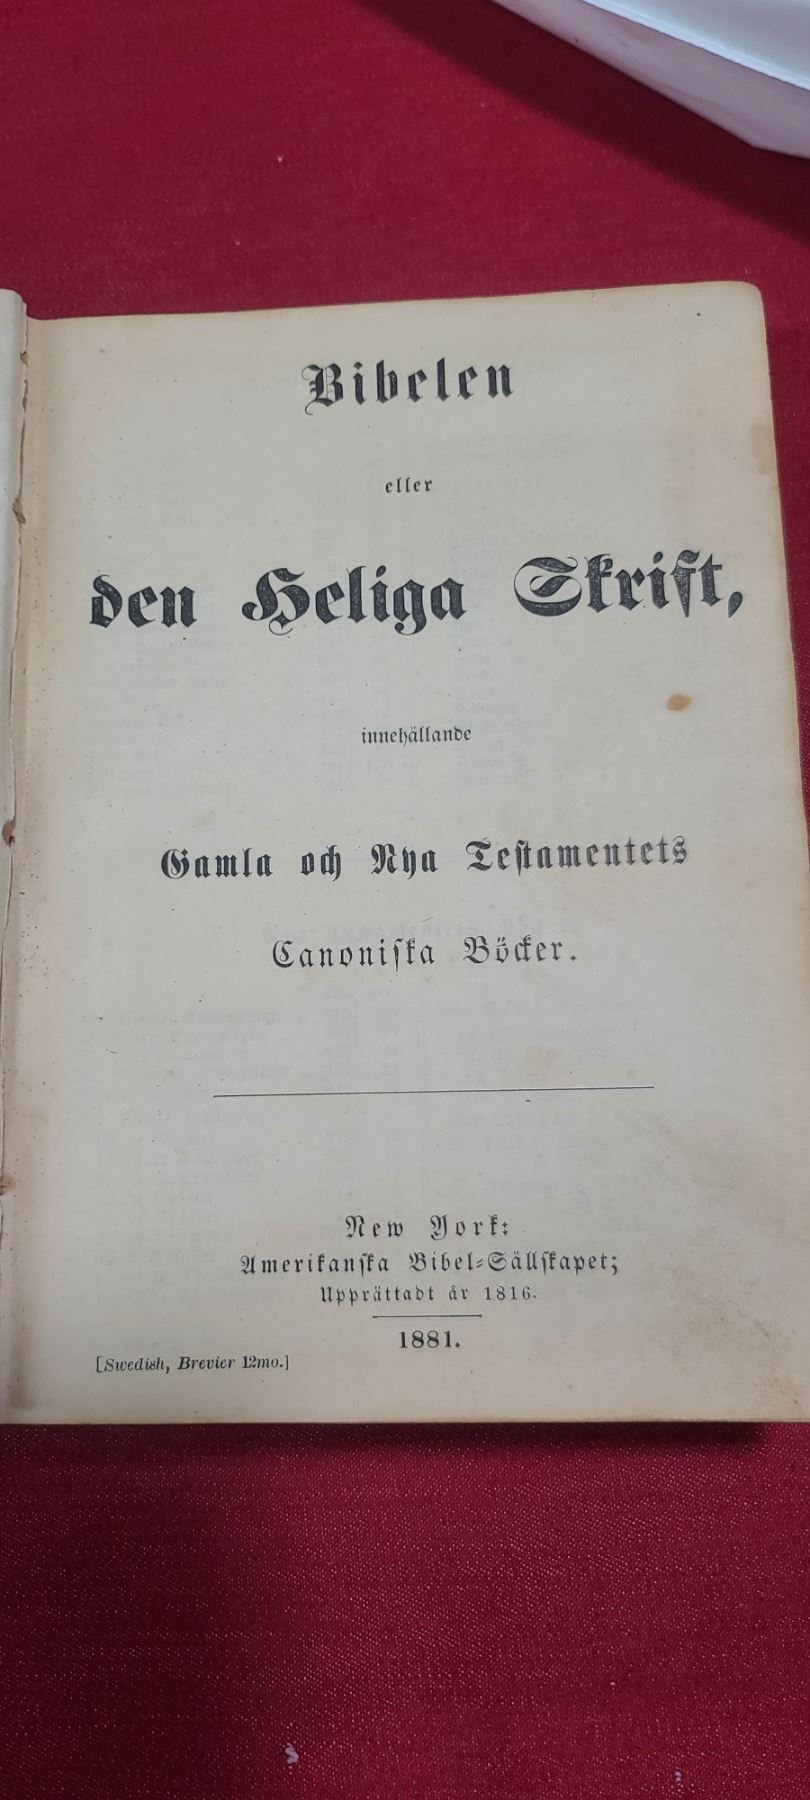 Bibelen
eller
den Heliga Skrift,
innehållande
Gamla och Nya Testamentets
Canoniska Böcker.
New York:
Amerikanska Bibel-Sällskapet;
Upprättadt år 1816.
1881.
[Swedish, Brevier 12mo.]